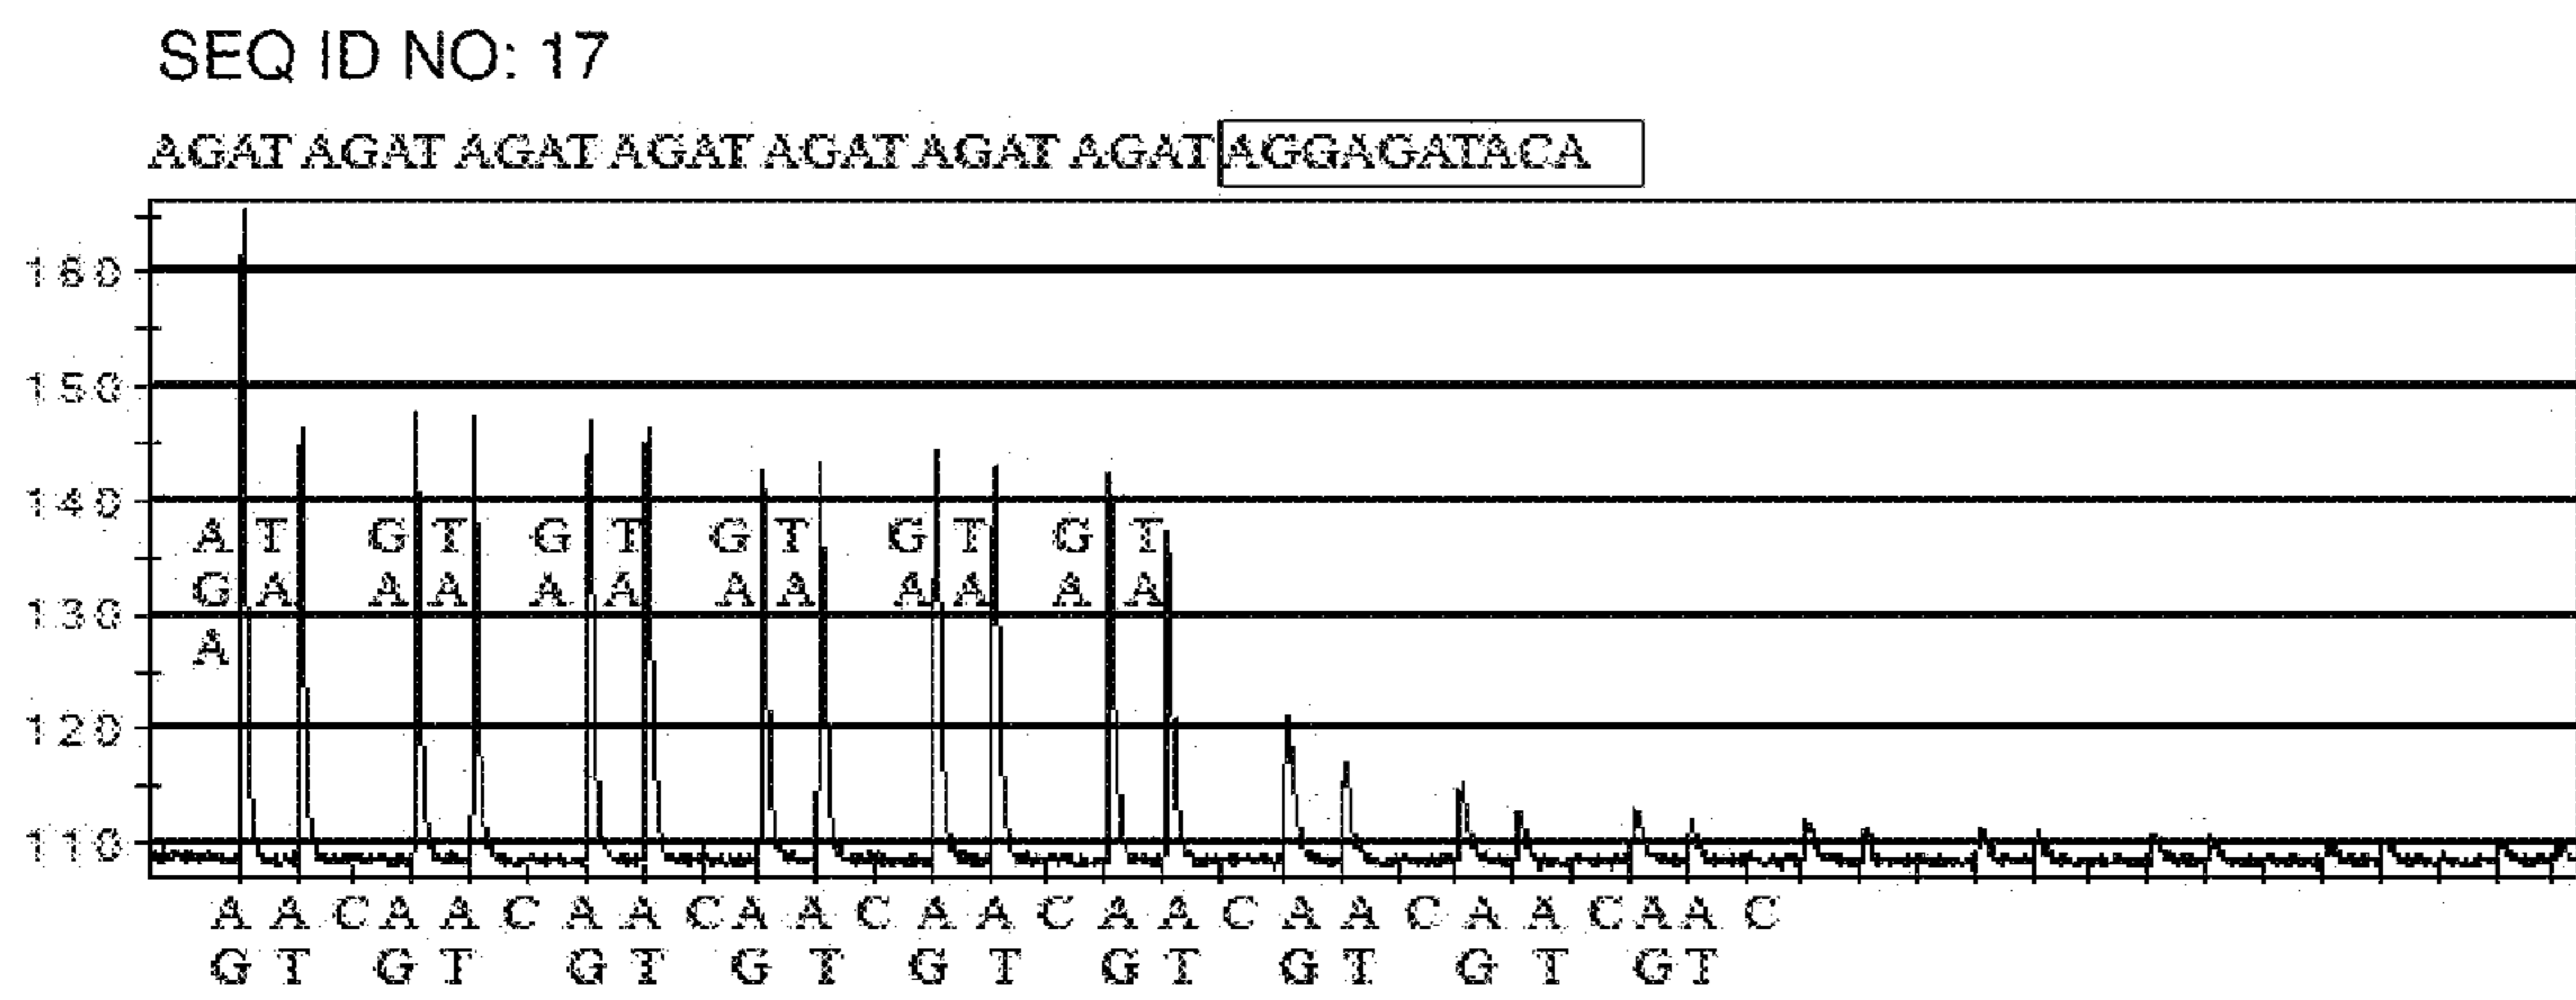 SEQ ID NO: 17
AGAT AGAT AGAT AGAT AGAT AGAT AGAT AGGAGATACA
160
150
140
A T G T G T G T G T G T
G A A A A A A A A A A A
130
A
120
110
A A C A A C A A C A A C A A C A A C A A C A A C A A C
G T G T G T G T G T G T G T G T G T